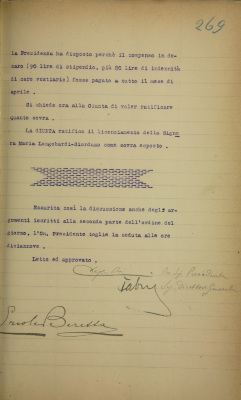 269
la Presidenza ha disposto perchè il compenso in de-
naro (96 lire di stipendio, più 86 lire di indennità
di caro vestiario) fosse pagato a tutto il mese di
aprile.
Si chiede ora alla Giunta di voler ratificare
quanto sovra.
LA GIUNTA ratifica il licenziamento della Signo
ra Maria Longobardi-Giordano come sovra esposto.
Esaurita così la discussione anche degli ar-
gomenti iscritti alla seconda parte dell'ordine del
giorno, l'On. Presidente toglie la seduta alle ore
diciannove.
Letto ed approvato.